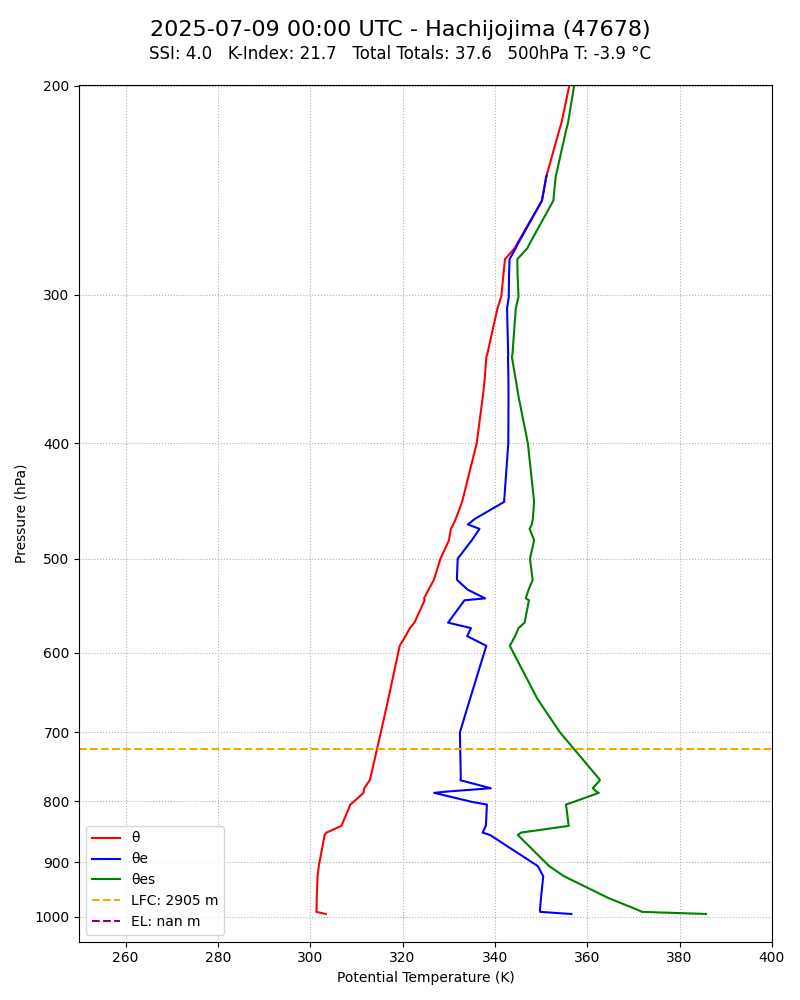 2025-07-09 00:00 UTC - Hachijojima (47678)
SSI: 4.0   K-Index: 21.7   Total Totals: 37.6   500hPa T: -3.9 °C
200
300
400
500
600
700
800
900
1000
Pressure (hPa)
θ
θe
θes
LFC: 2905 m
EL: nan m
260
280
300
320
340
360
380
400
Potential Temperature (K)